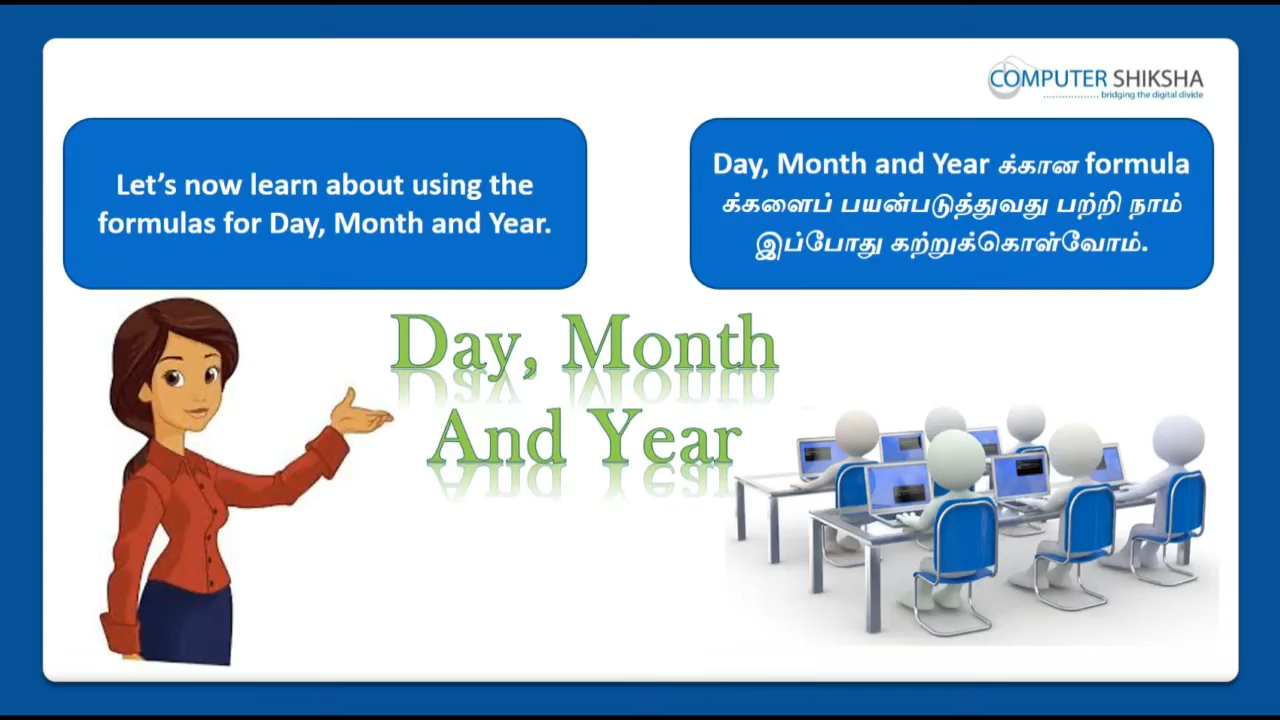 COMPUTER SHIKSHA
bridging the digital divide
Let’s now learn about using the
formulas for Day, Month and Year.
Day, Month and Year க்கான formula
க்களைப் பயன்படுத்துவது பற்றி நாம்
இப்போது கற்றுக்கொள்வோம்.
Day, Month
And Year